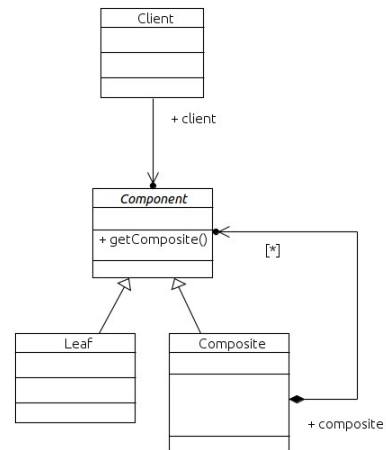 Client
+ client
Component
+ getComposite()
[*]
Leaf
Composite
+ composite